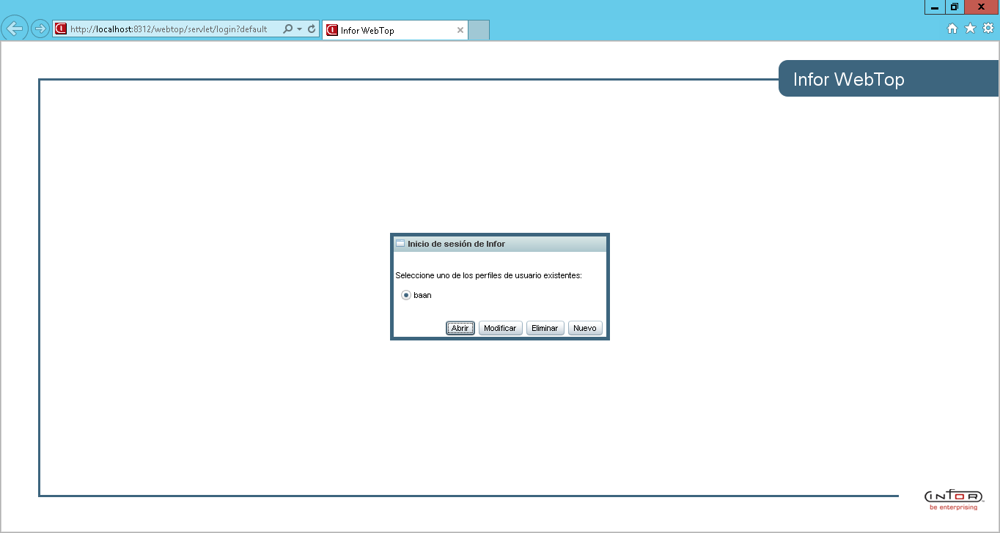 http://localhost:8312/webtop/servlet/login?default
Infor WebTop
Infor WebTop
Inicio de sesión de Infor
Seleccione uno de los perfiles de usuario existentes:
baan
Abrir Modificar Eliminar Nuevo
INFOR
be enterprising